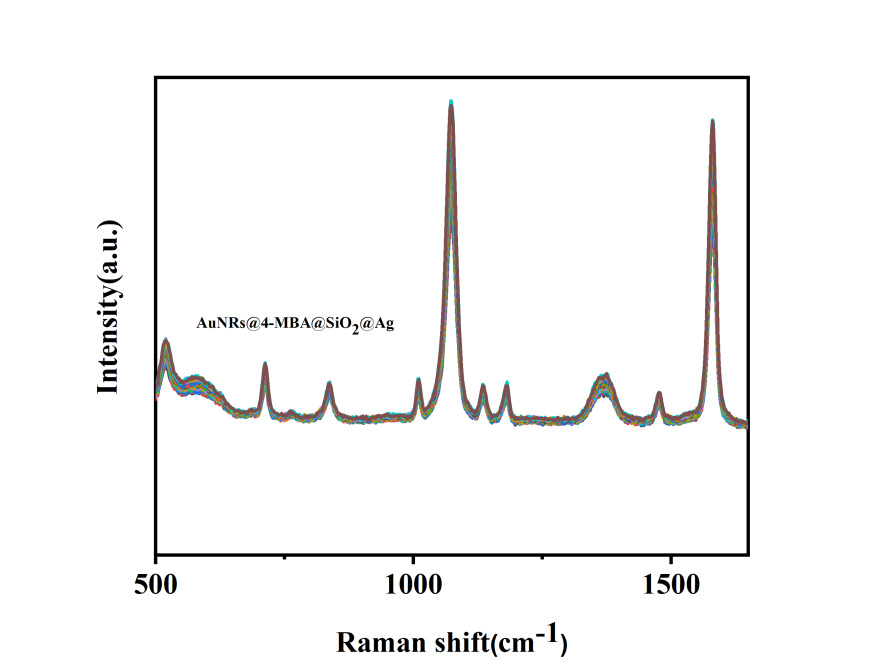 Intensity(a.u.)
AuNRs@4-MBA@SiO2@Ag
500 1000 1500
Raman shift(cm-1)